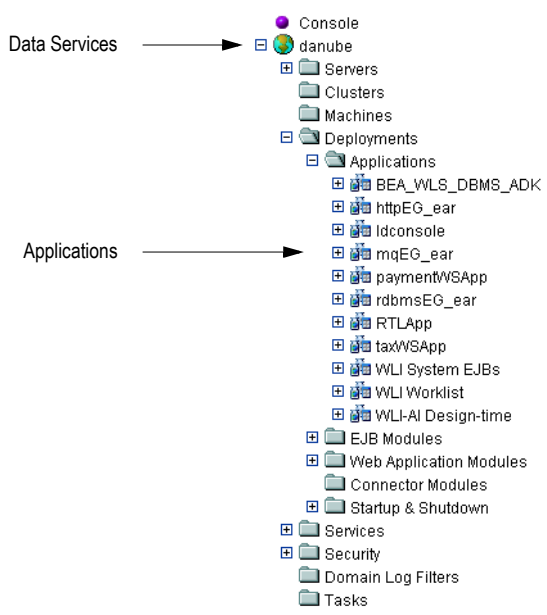 Console
Data Services
danube
Servers
Clusters
Machines
Deployments
Applications
BEA_WLS_DBMS_ADK
httpEG_ear
ldconsole
Applications
mqEG_ear
paymentWSApp
rdbmsEG_ear
RTLApp
taxWSApp
WLI System EJBs
WLI Worklist
WLI-AI Design-time
EJB Modules
Web Application Modules
Connector Modules
Startup & Shutdown
Services
Security
Domain Log Filters
Tasks